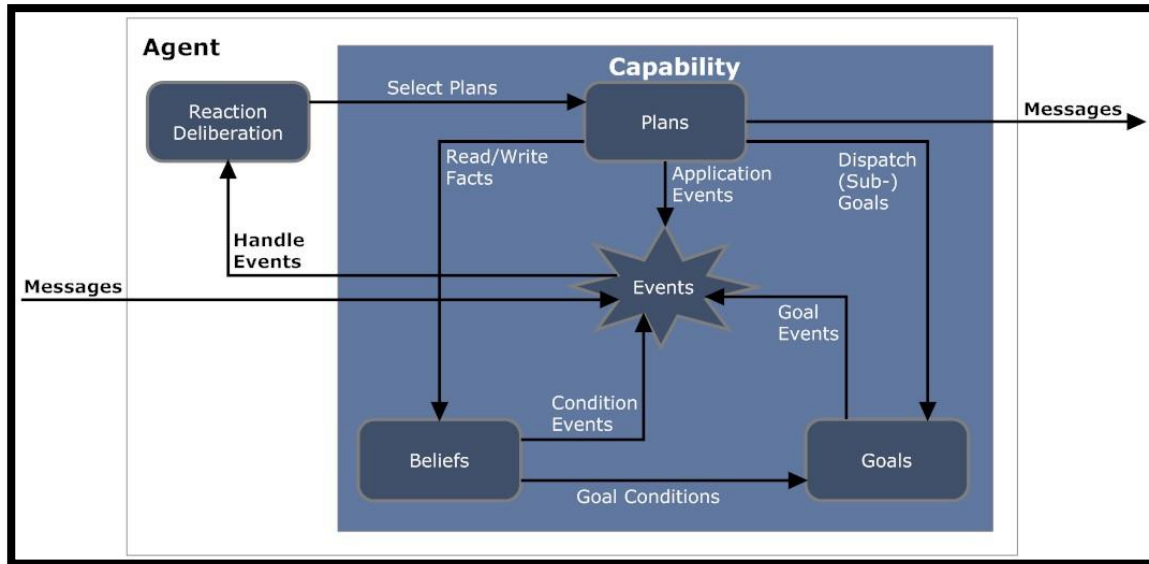 Agent
Capability
Select Plans
Reaction
Deliberation
Plans
Messages
Read/Write
Facts
Application
Events
Dispatch
(Sub-)
Goals
Handle
Events
Messages
Events
Goal
Events
Condition
Events
Beliefs
Goals
Goal Conditions